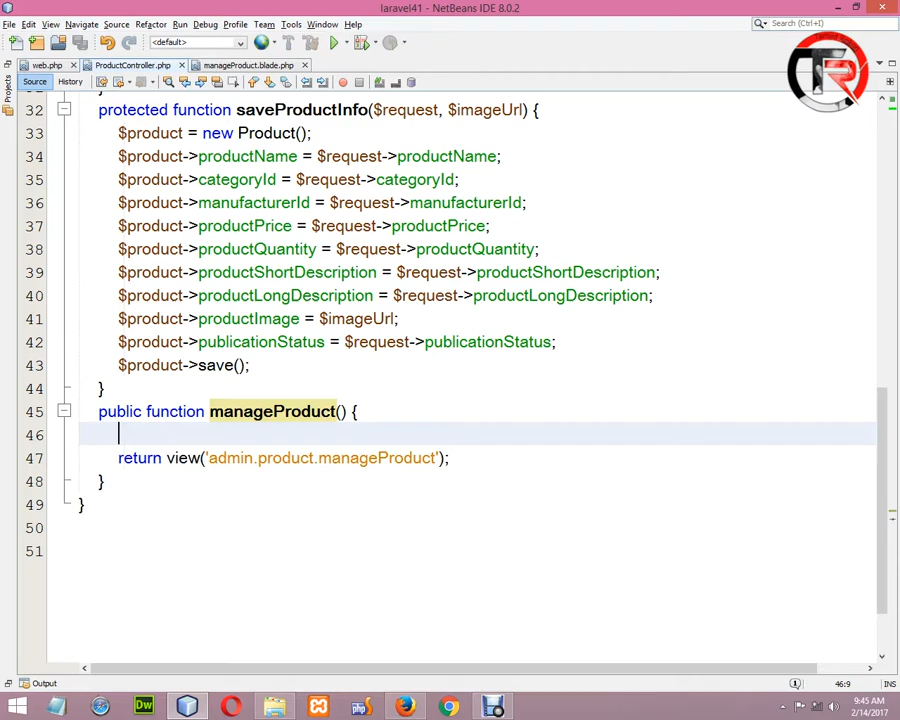 laravel41 - NetBeans IDE 8.0.2
File Edit View Navigate Source Refactor Run Debug Profile Team Tools Window Help
Search (Ctrl+I)
<default>
web.php ProductController.php manageProduct.blade.php
Source History
Projects
32 protected function saveProductInfo($request, $imageUrl) {
33 $product = new Product();
34 $product->productName = $request->productName;
35 $product->categoryId = $request->categoryId;
36 $product->manufacturerId = $request->manufacturerId;
37 $product->productPrice = $request->productPrice;
38 $product->productQuantity = $request->productQuantity;
39 $product->productShortDescription = $request->productShortDescription;
40 $product->productLongDescription = $request->productLongDescription;
41 $product->productImage = $imageUrl;
42 $product->publicationStatus = $request->publicationStatus;
43 $product->save();
44 }
45 public function manageProduct() {
46
47 return view('admin.product.manageProduct');
48 }
49 }
50
51
Output
46:9 INS
Dw
9:45 AM
2/14/2017